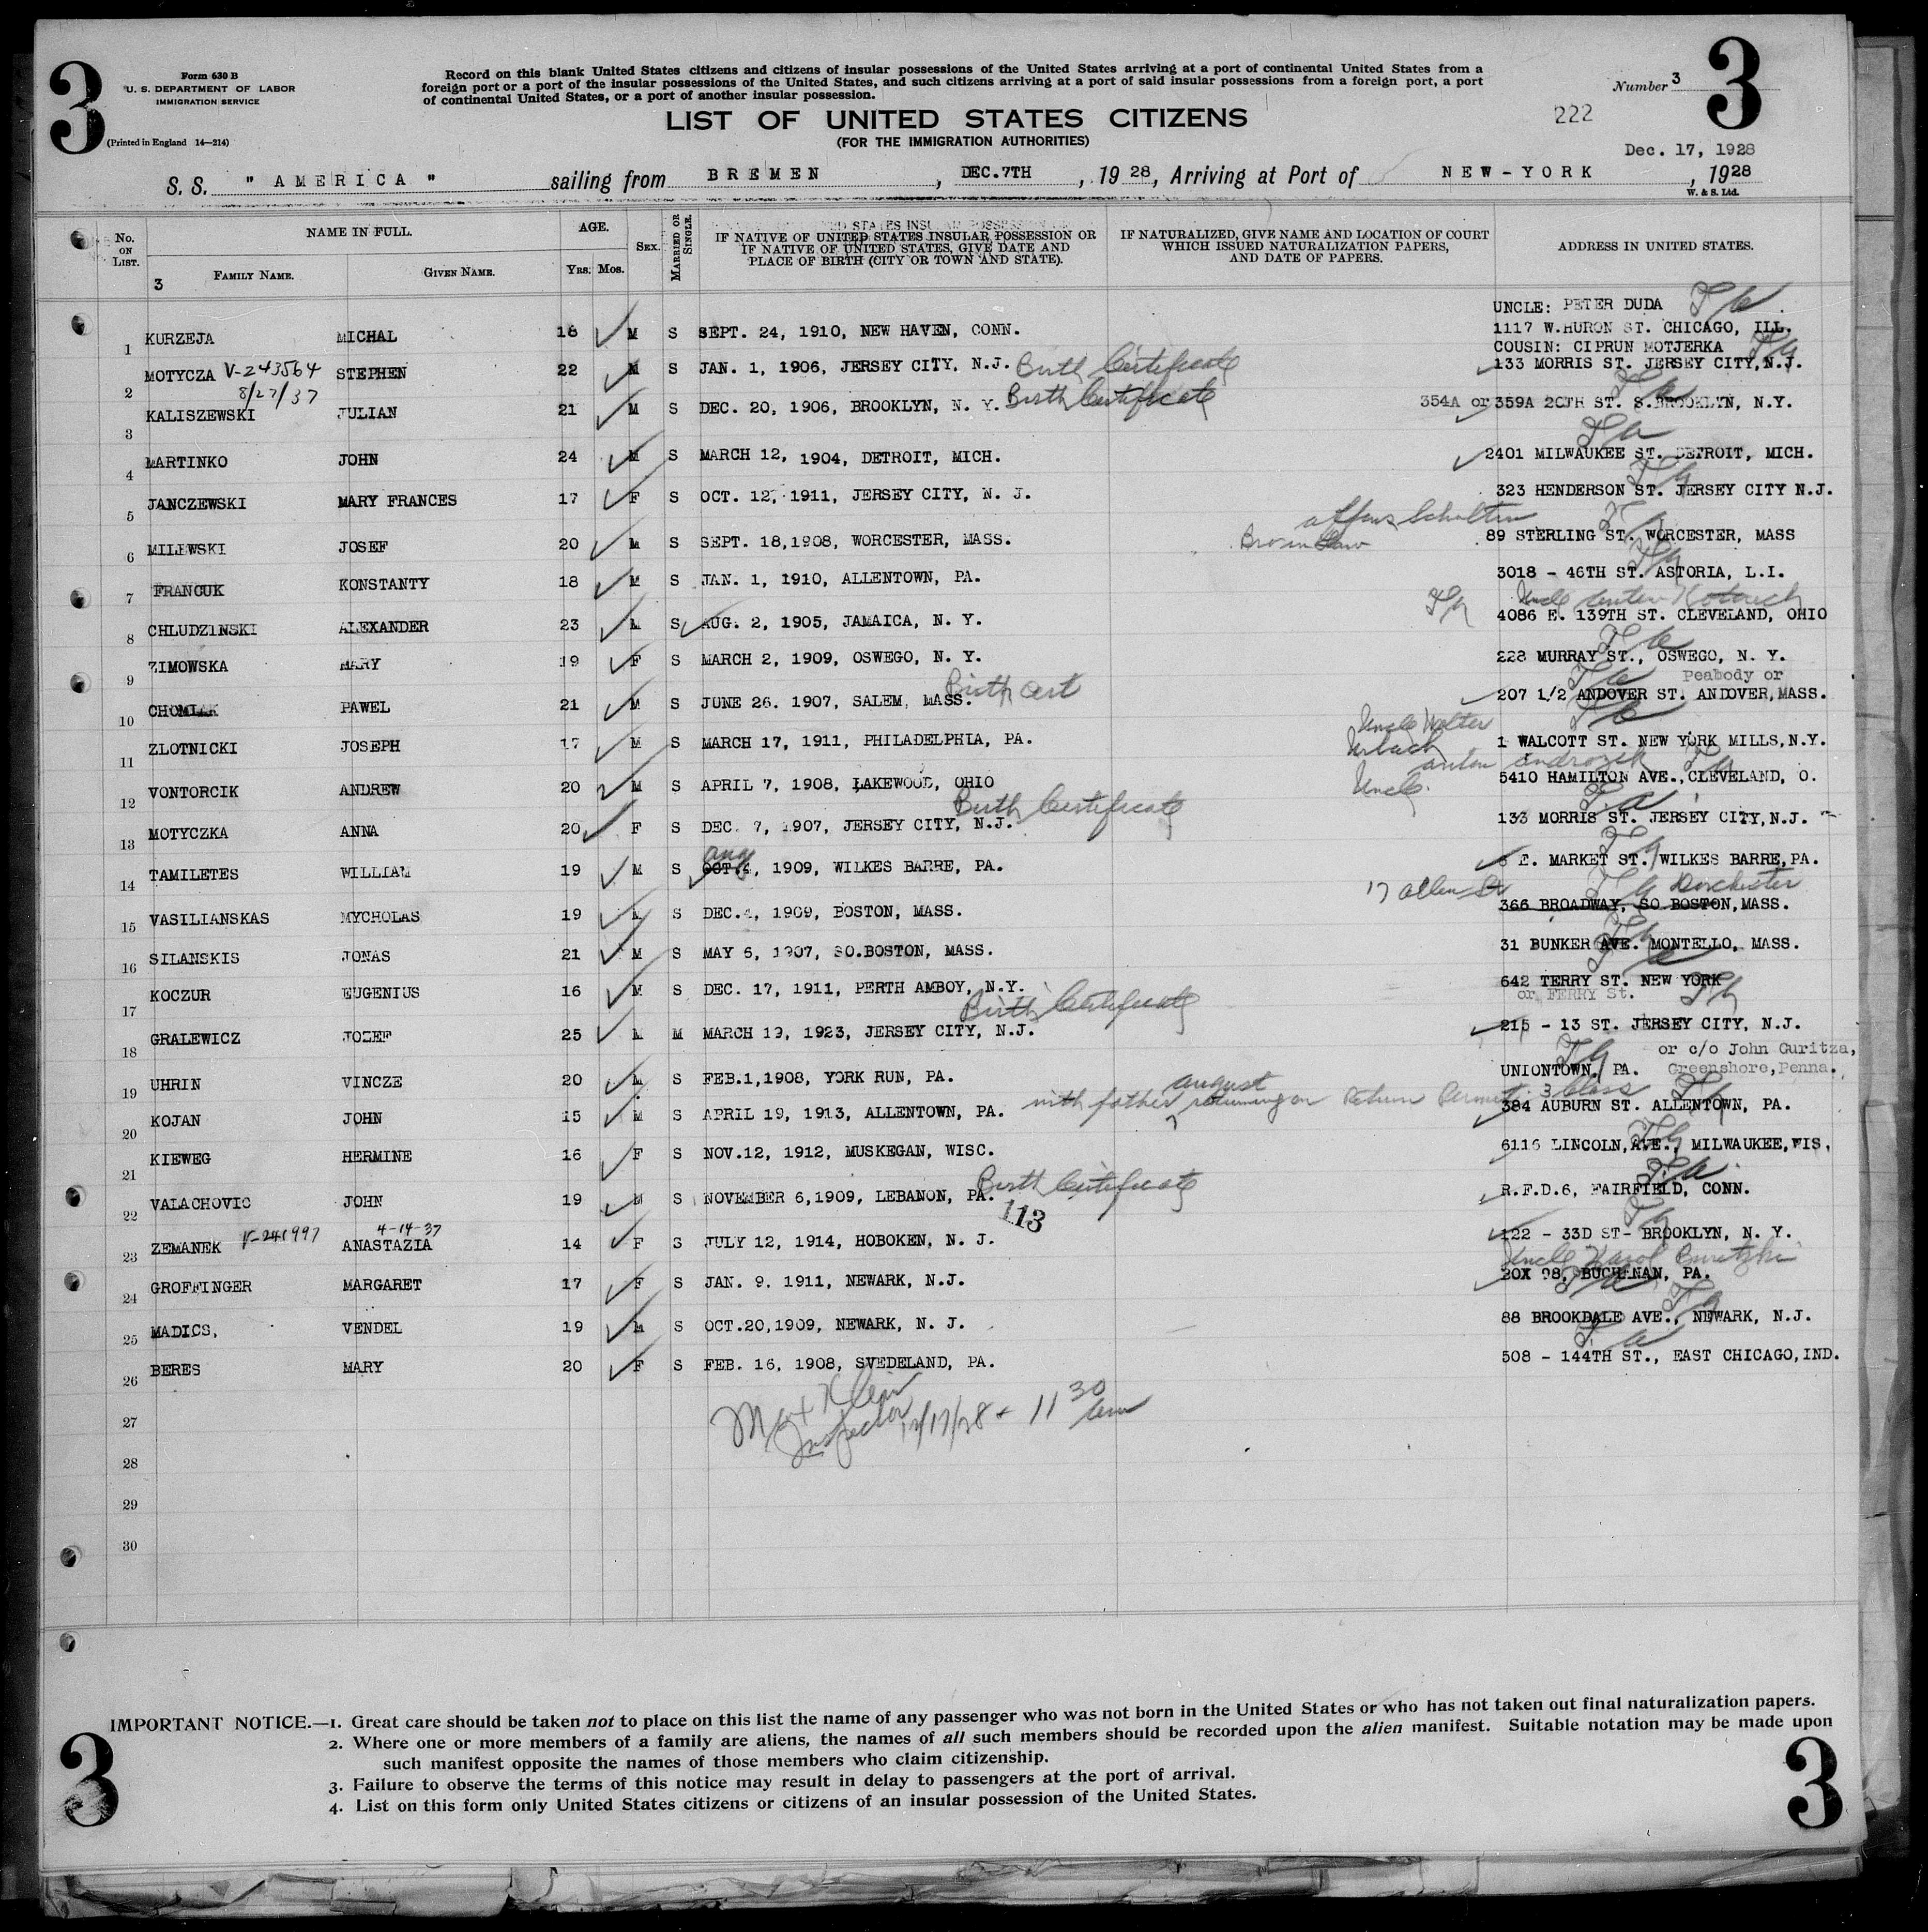 3
Form 630 B
U. S. DEPARTMENT OF LABOR
IMMIGRATION SERVICE
(Printed in England 14—214)
Record on this blank United States citizens and citizens of insular possessions of the United States arriving at a port of continental United States from a
foreign port or a port of the insular possessions of the United States, and such citizens arriving at a port of said insular possessions from a foreign port, a port
of continental United States, or a port of another insular possession.
LIST OF UNITED STATES CITIZENS
(FOR THE IMMIGRATION AUTHORITIES)
222
Number 3
3
Dec. 17, 1928
S. S. "AMERICA" sailing from BREMEN, DEC.7TH, 1928, Arriving at Port of NEW-YORK, 1928
W. & S. Ltd.
No. ON LIST.
NAME IN FULL.
FAMILY NAME.
GIVEN NAME.
3
AGE.
YRS. MOS.
SEX.
MARRIED OR SINGLE.
IF NATIVE OF UNITED STATES INSULAR POSSESSION OR
IF NATIVE OF UNITED STATES, GIVE DATE AND
PLACE OF BIRTH (CITY OR TOWN AND STATE).
IF NATURALIZED, GIVE NAME AND LOCATION OF COURT
WHICH ISSUED NATURALIZATION PAPERS,
AND DATE OF PAPERS.
ADDRESS IN UNITED STATES.
UNCLE: PETER DUDA
1 KURZEJA MICHAL 18 M S SEPT. 24, 1910, NEW HAVEN, CONN. 1117 W.HURON ST. CHICAGO, ILL.
COUSIN: CIPRUN MOTJERKA
2 MOTYCZA V-243564 STEPHEN 22 M S JAN. 1, 1906, JERSEY CITY, N.J. Birth Certificate 133 MORRIS ST. JERSEY CITY,N.J.
8/27/37
3 KALISZEWSKI JULIAN 21 M S DEC. 20, 1906, BROOKLYN, N. Y. Birth Certificate 354A or 359A 20TH ST. S.BROOKLYN, N.Y.
4 MARTINKO JOHN 24 M S MARCH 12, 1904, DETROIT, MICH. 2401 MILWAUKEE ST. DETROIT, MICH.
5 JANCZEWSKI MARY FRANCES 17 F S OCT. 12, 1911, JERSEY CITY, N. J. 323 HENDERSON ST. JERSEY CITY N.J.
6 MILEWSKI JOSEF 20 M S SEPT. 18,1908, WORCESTER, MASS. 89 STERLING ST. WORCESTER, MASS
7 FRANCUK KONSTANTY 18 M S JAN. 1, 1910, ALLENTOWN, PA. 3018 - 46TH ST. ASTORIA, L.I.
Uncle
8 CHLUDZINSKI ALEXANDER 23 M S AUG. 2, 1905, JAMAICA, N. Y. 4086 E. 139TH ST. CLEVELAND, OHIO
9 ZIMOWSKA MARY 19 F S MARCH 2, 1909, OSWEGO, N. Y. 228 MURRAY ST., OSWEGO, N. Y.
Birth Cert Peabody or
10 CHOMIAK PAWEL 21 M S JUNE 26. 1907, SALEM, MASS. 207 1/2 ANDOVER ST. ANDOVER,MASS.
Uncle Walter
11 ZLOTNICKI JOSEPH 17 M S MARCH 17, 1911, PHILADELPHIA, PA. Urbach 1 WALCOTT ST. NEW YORK MILLS,N.Y.
12 VONTORCIK ANDREW 20 M S APRIL 7, 1908, LAKEWOOD, OHIO Uncle 5410 HAMILTON AVE., CLEVELAND, O.
Birth Certificate
13 MOTYCZKA ANNA 20 F S DEC. 7, 1907, JERSEY CITY, N.J. 133 MORRIS ST. JERSEY CITY,N.J.
Aug
14 TAMILETES WILLIAM 19 M S OCT.4, 1909, WILKES BARRE, PA. E. MARKET ST. WILKES BARRE,PA.
17 Allen St Dorchester
15 VASILIANSKAS MYCHOLAS 19 M S DEC.4, 1909, BOSTON, MASS. 366 BROADWAY, SO BOSTON,MASS.
16 SILANSKIS JONAS 21 M S MAY 6, 1907, SO.BOSTON, MASS. 31 BUNKER AVE. MONTELLO, MASS.
17 KOCZUR EUGENIUS 16 M S DEC. 17, 1911, PERTH AMBOY, N.Y. 642 TERRY ST. NEW YORK
Birth Certificate or FERRY St.
18 GRALEWICZ JOZEF 25 M M MARCH 19, 1923, JERSEY CITY, N.J. 215 - 13 ST. JERSEY CITY, N.J.
or c/o John Guritza,
19 UHRIN VINCZE 20 M S FEB.1,1908, YORK RUN, PA. UNIONTOWN, PA. Greenshore,Penna.
august 3 Class
20 KOJAN JOHN 15 M S APRIL 19, 1913, ALLENTOWN, PA. with father returning on Return Permit 384 AUBURN ST. ALLENTOWN, PA.
21 KIEWEG HERMINE 16 F S NOV.12, 1912, MUSKEGAN, WISC. 6116 LINCOLN,AVE., MILWAUKEE,WIS.
Birth Certificate
22 VALACHOVIC JOHN 19 M S NOVEMBER 6,1909, LEBANON, PA. R.F.D.6, FAIRFIELD, CONN.
113
V-241997 4-14-37
23 ZEMANEK ANASTAZIA 14 F S JULY 12, 1914, HOBOKEN, N. J. 122 - 33D ST- BROOKLYN, N. Y.
Uncle Karol
24 GROFFINGER MARGARET 17 F S JAN. 9, 1911, NEWARK, N.J. BOX 98, BUCHENAN, PA.
25 MADICS, VENDEL 19 M S OCT.20,1909, NEWARK, N. J. 88 BROOKDALE AVE., NEWARK, N.J.
26 BERES MARY 20 F S FEB. 16, 1908, SVEDELAND, PA. 508 - 144TH ST., EAST CHICAGO,IND.
Max Klein
Inspector 12/17/28 11 30 am
27
28
29
30
IMPORTANT NOTICE.—1. Great care should be taken not to place on this list the name of any passenger who was not born in the United States or who has not taken out final naturalization papers.
2. Where one or more members of a family are aliens, the names of all such members should be recorded upon the alien manifest. Suitable notation may be made upon
such manifest opposite the names of those members who claim citizenship.
3. Failure to observe the terms of this notice may result in delay to passengers at the port of arrival.
4. List on this form only United States citizens or citizens of an insular possession of the United States.
3
3